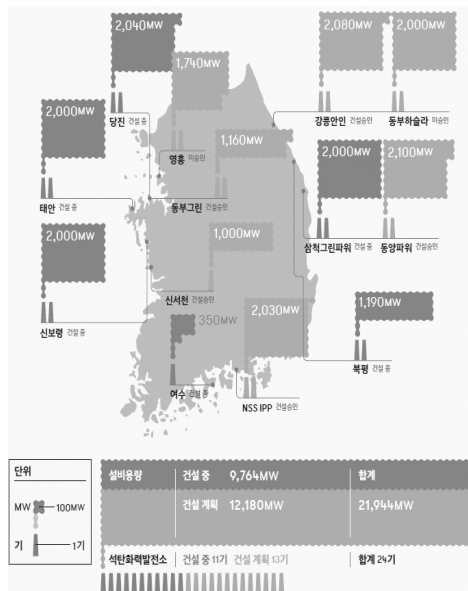 2,040MW
당진 건설 중
1,740MW
영흥 미승인
2,080MW
강릉안인 건설승인
2,000MW
동부하슬라 미승인
2,000MW
태안 건설 중
1,160MW
동부그린 건설승인
2,000MW
삼척그린파워 건설 중
2,100MW
동양파워 건설승인
2,000MW
신보령 건설 중
1,000MW
신서천 건설승인
350MW
여수 건설 중
2,030MW
NSS IPP 건설승인
1,190MW
북평 건설 중
단위
MW 100MW
기 1기
설비용량 건설 중 9,764MW 합계
건설 계획 12,180MW 21,944MW
석탄화력발전소 건설 중 11기 건설 계획 13기 합계 24기